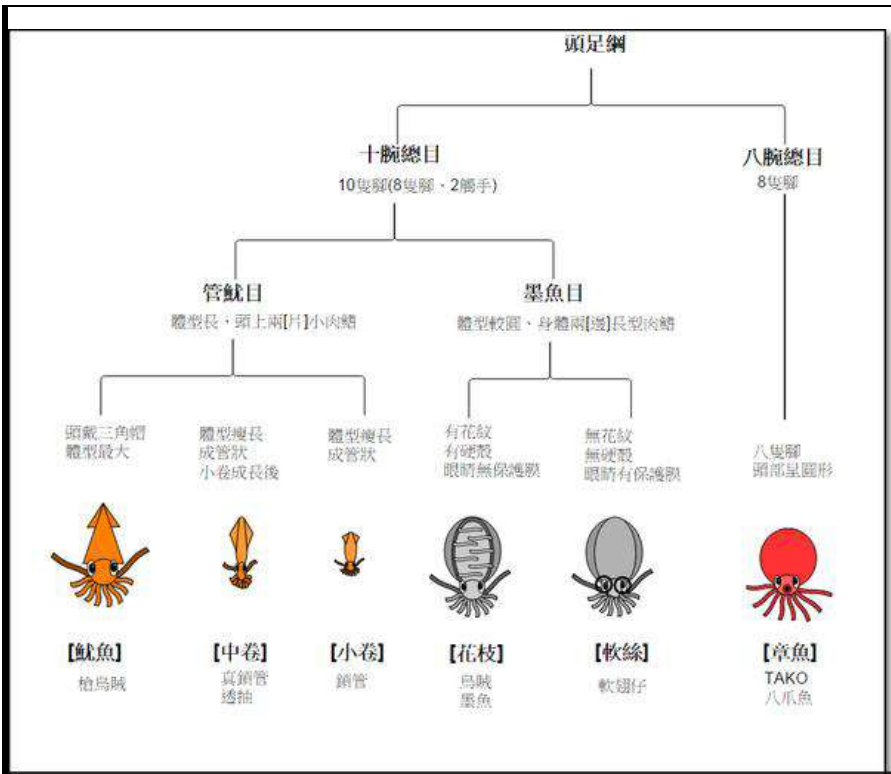 頭足綱
十腕總目
10隻腳(8隻腳、2觸手)
八腕總目
8隻腳
管魷目
體型長，頭上兩[片]小肉鰭
墨魚目
體型較圓、身體兩[邊]長型肉鰭
頭戴三角帽
體型最大
體型瘦長
成管狀
小卷成長後
體型瘦長
成管狀
有花紋
有硬殼
眼睛無保護膜
無花紋
無硬殼
眼睛有保護膜
八隻腳
頭部呈圓形
[魷魚]
槍烏賊
[中卷]
真鎖管
透抽
[小卷]
鎖管
[花枝]
烏賊
墨魚
[軟絲]
軟翅仔
[章魚]
TAKO
八爪魚